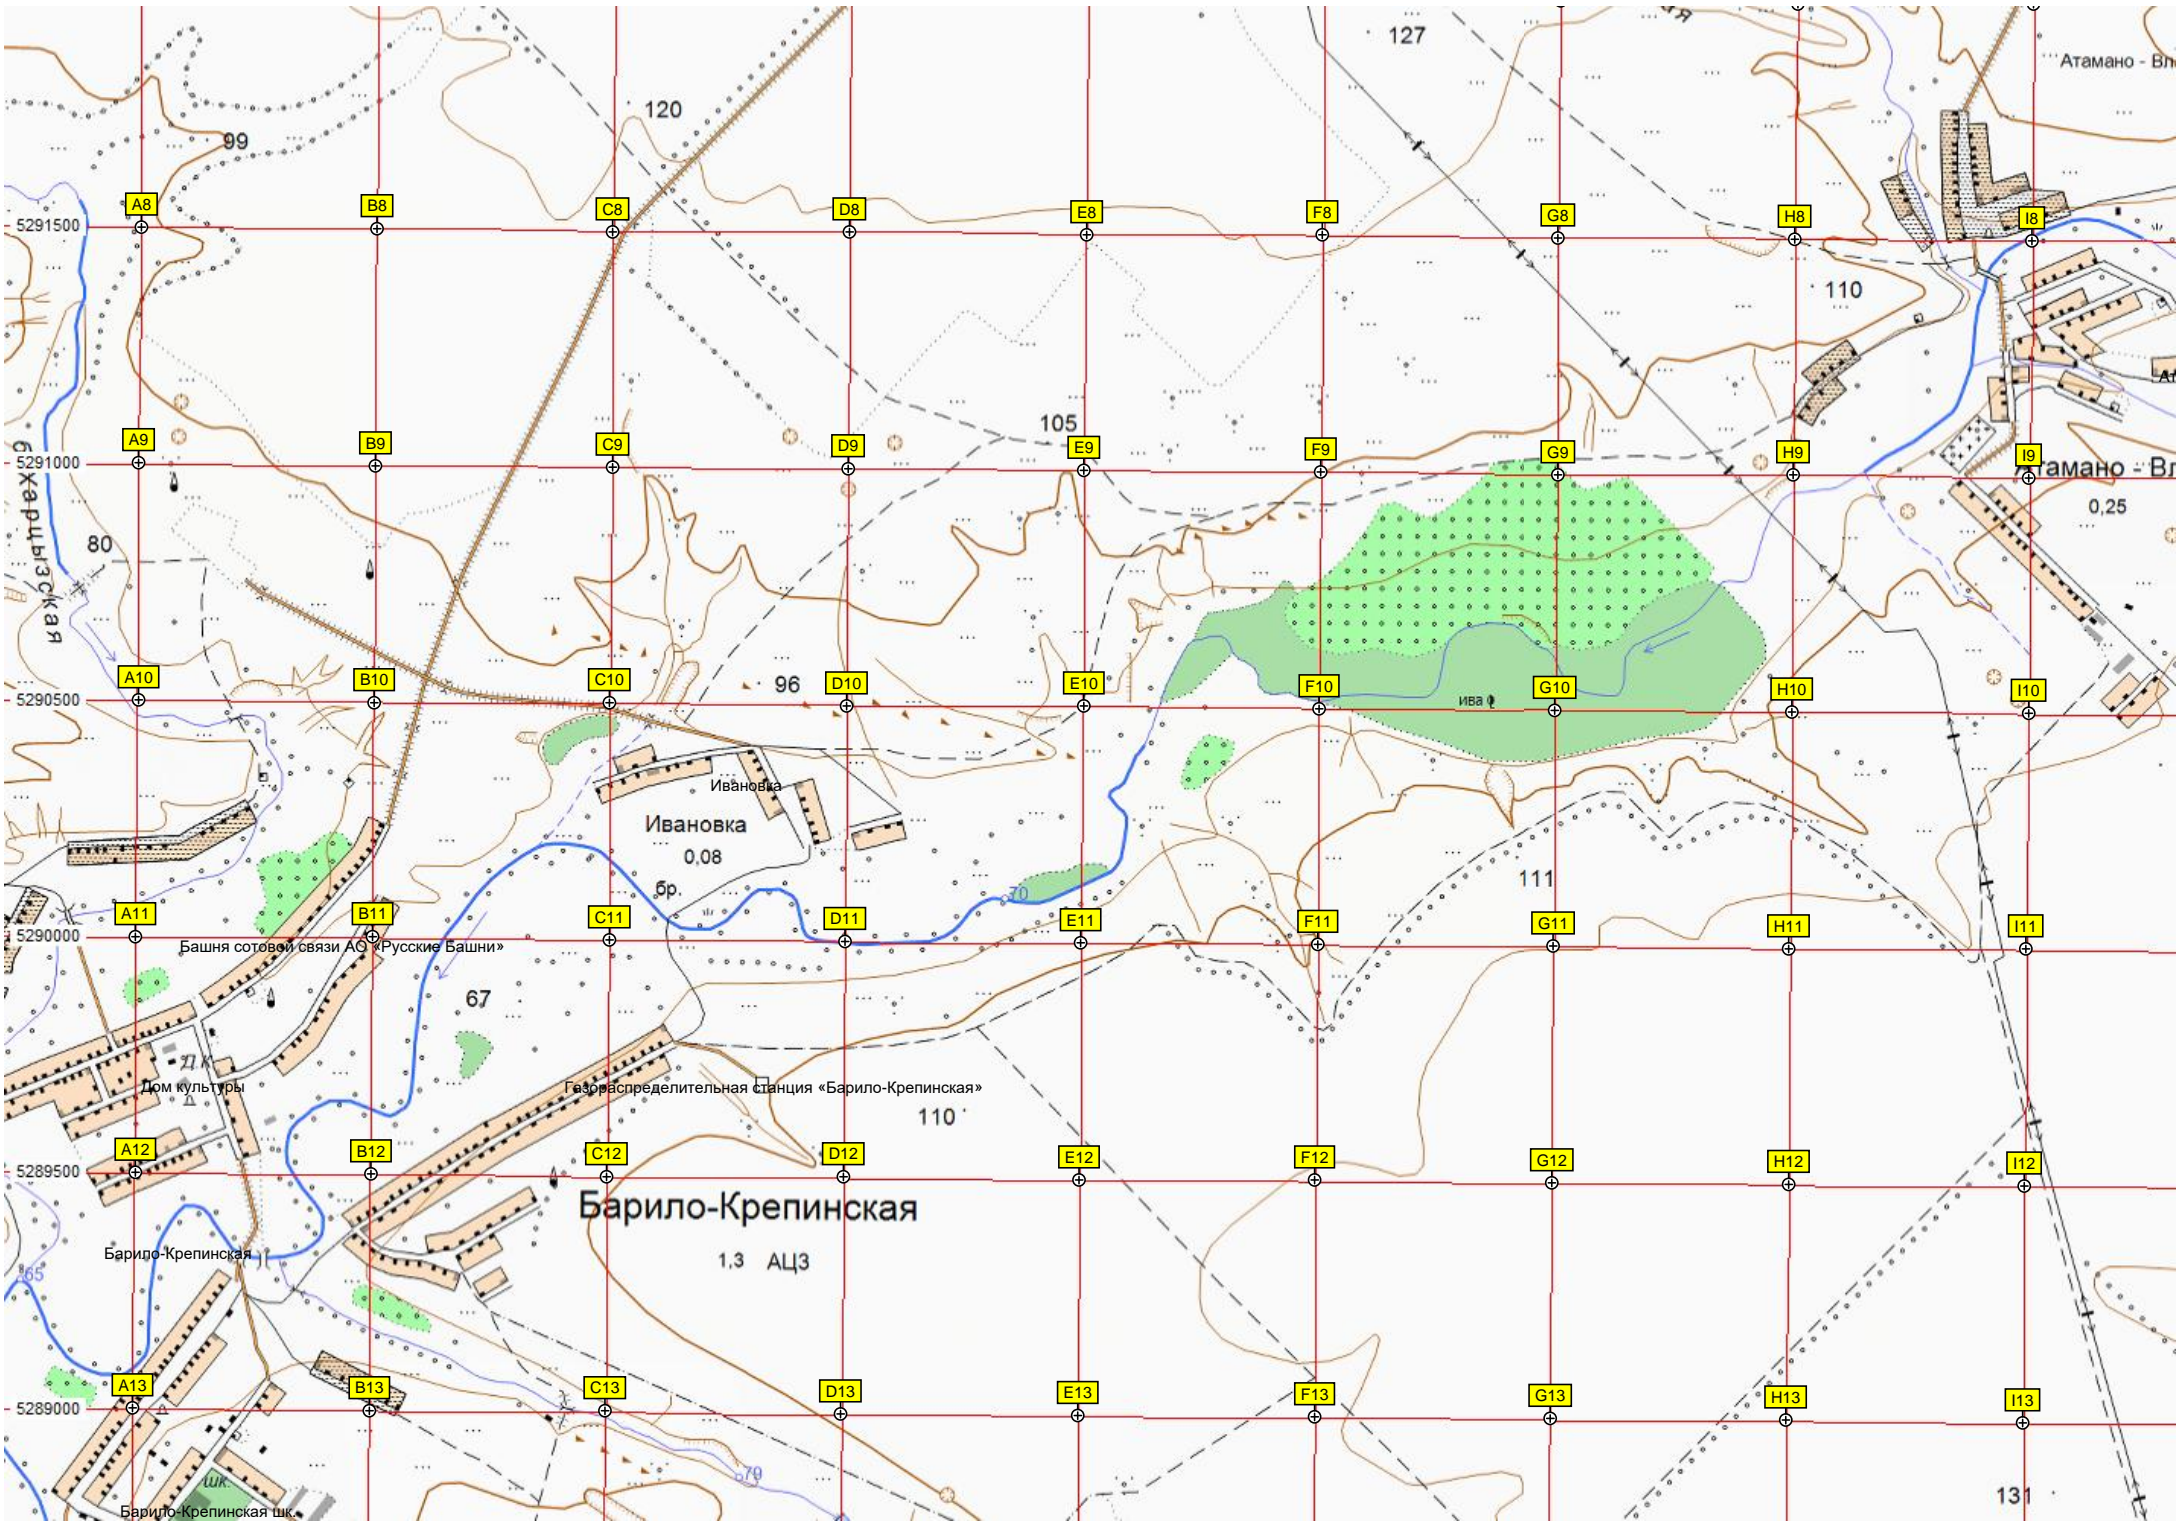 127
Атамано - Вл
120
99
A8
B8
C8
D8
E8
F8
G8
H8
I8
5291500
110
105
A9
B9
C9
D9
E9
F9
G9
H9
I9
5291000
Атамано - Вл
0,25
б Харцызская
80
A10
B10
C10
96
D10
E10
F10
G10
H10
I10
5290500
ива
Ивановка
Ивановка
0,08
бр.
70
111
A11
B11
C11
D11
E11
F11
G11
H11
I11
5290000
Башня сотовой связи АО «Русские Башни»
67
Д.К.
Дом культуры
Газораспределительная станция «Барило-Крепинская»
110
A12
B12
C12
D12
E12
F12
G12
H12
I12
5289500
Барило-Крепинская
1,3 АЦЗ
Барило-Крепинская
65
A13
B13
C13
D13
E13
F13
G13
H13
I13
5289000
79
шк.
131
Барило-Крепинская шк.